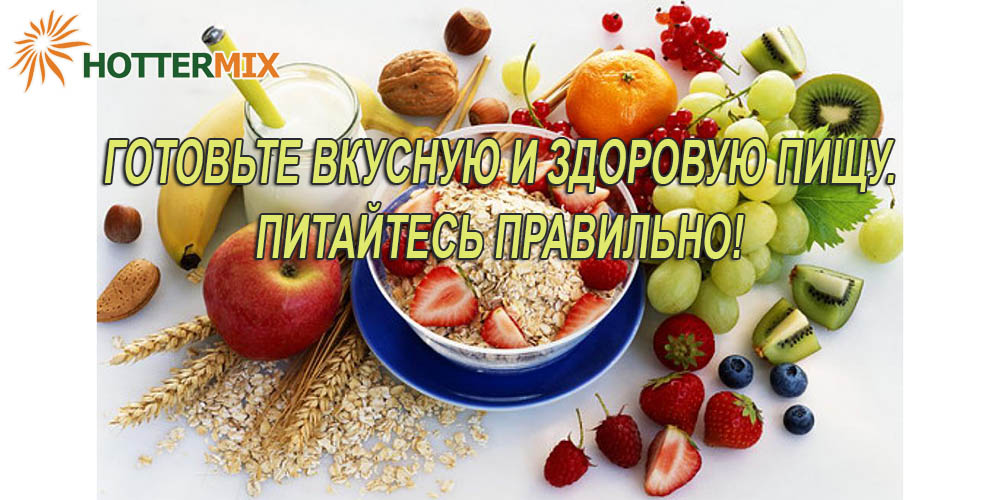 HOTTERMIX
ГОТОВЬТЕ ВКУСНУЮ И ЗДОРОВУЮ ПИЩУ.
ПИТАЙТЕСЬ ПРАВИЛЬНО!